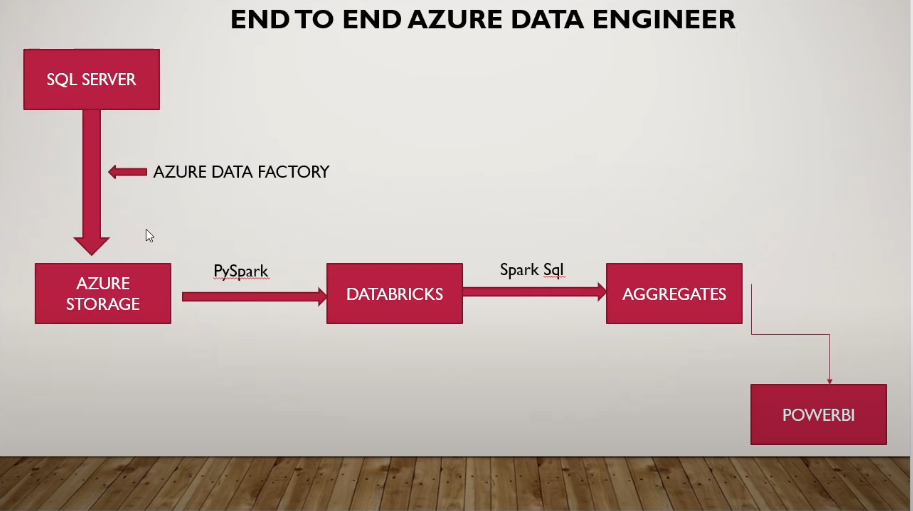 END TO END AZURE DATA ENGINEER
SQL SERVER
AZURE DATA FACTORY
AZURE
STORAGE
PySpark
DATABRICKS
Spark Sql
AGGREGATES
POWERBI